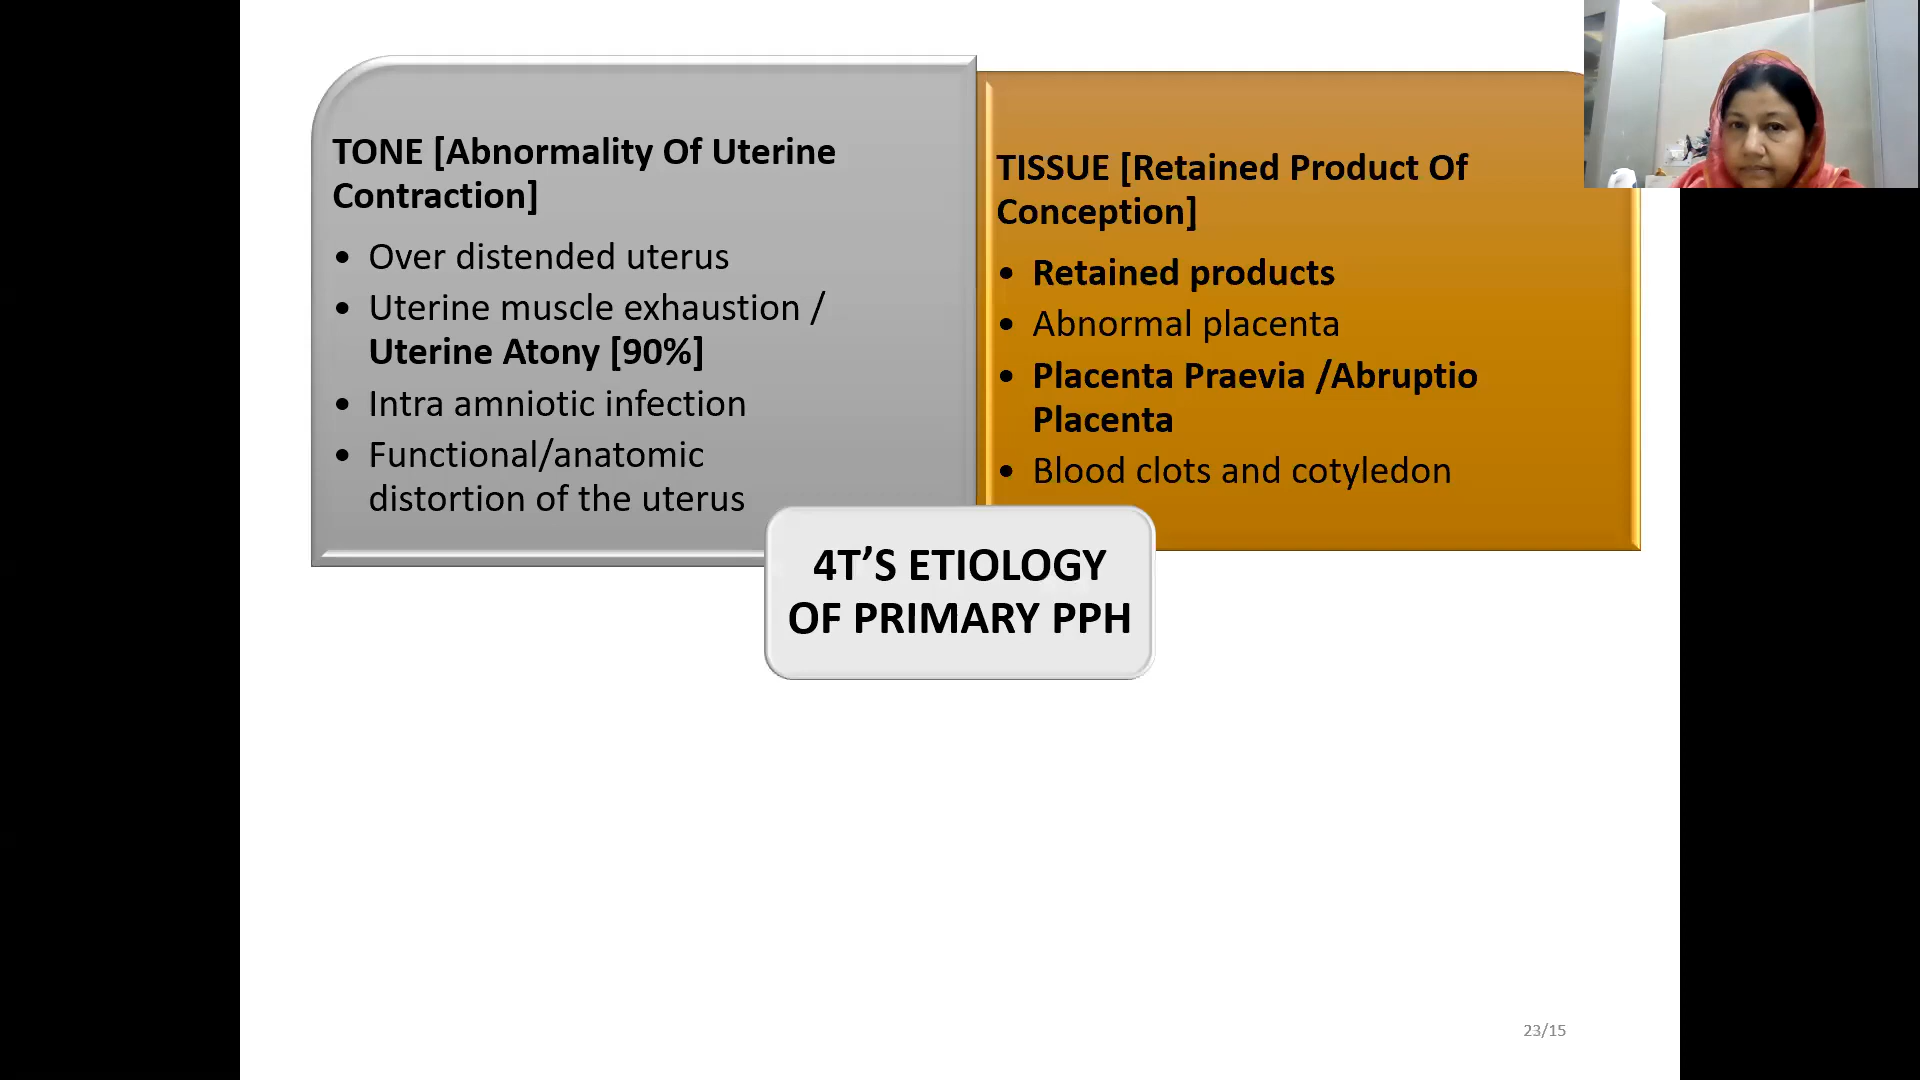 TONE [Abnormality Of Uterine
Contraction]
• Over distended uterus
• Uterine muscle exhaustion /
Uterine Atony [90%]
• Intra amniotic infection
• Functional/anatomic
distortion of the uterus
TISSUE [Retained Product Of
Conception]
• Retained products
• Abnormal placenta
• Placenta Praevia /Abruptio
Placenta
• Blood clots and cotyledon
4T’S ETIOLOGY
OF PRIMARY PPH
23/15